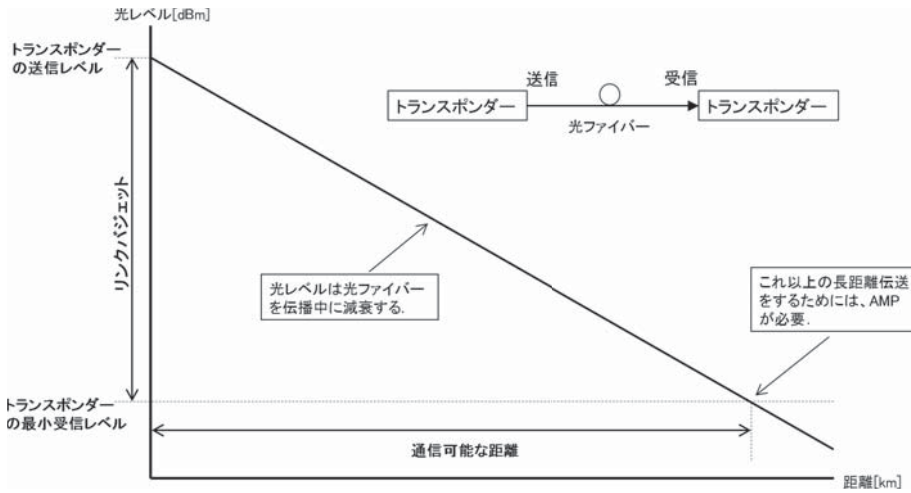 光レベル[dBm]
トランスポンダー
の送信レベル
送信
受信
トランスポンダー
トランスポンダー
光ファイバー
リンクバジェット
光レベルは光ファイバー
を伝播中に減衰する.
これ以上の長距離伝送
をするためには、AMP
が必要.
トランスポンダー
の最小受信レベル
通信可能な距離
距離[km]